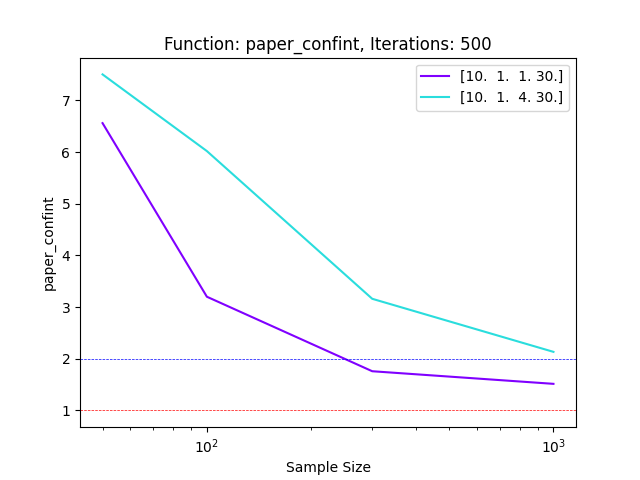 Function: paper_confint, Iterations: 500
[10.  1.  1. 30.]
[10.  1.  4. 30.]
7
6
5
4
3
2
1
paper_confint
10²
10³
Sample Size